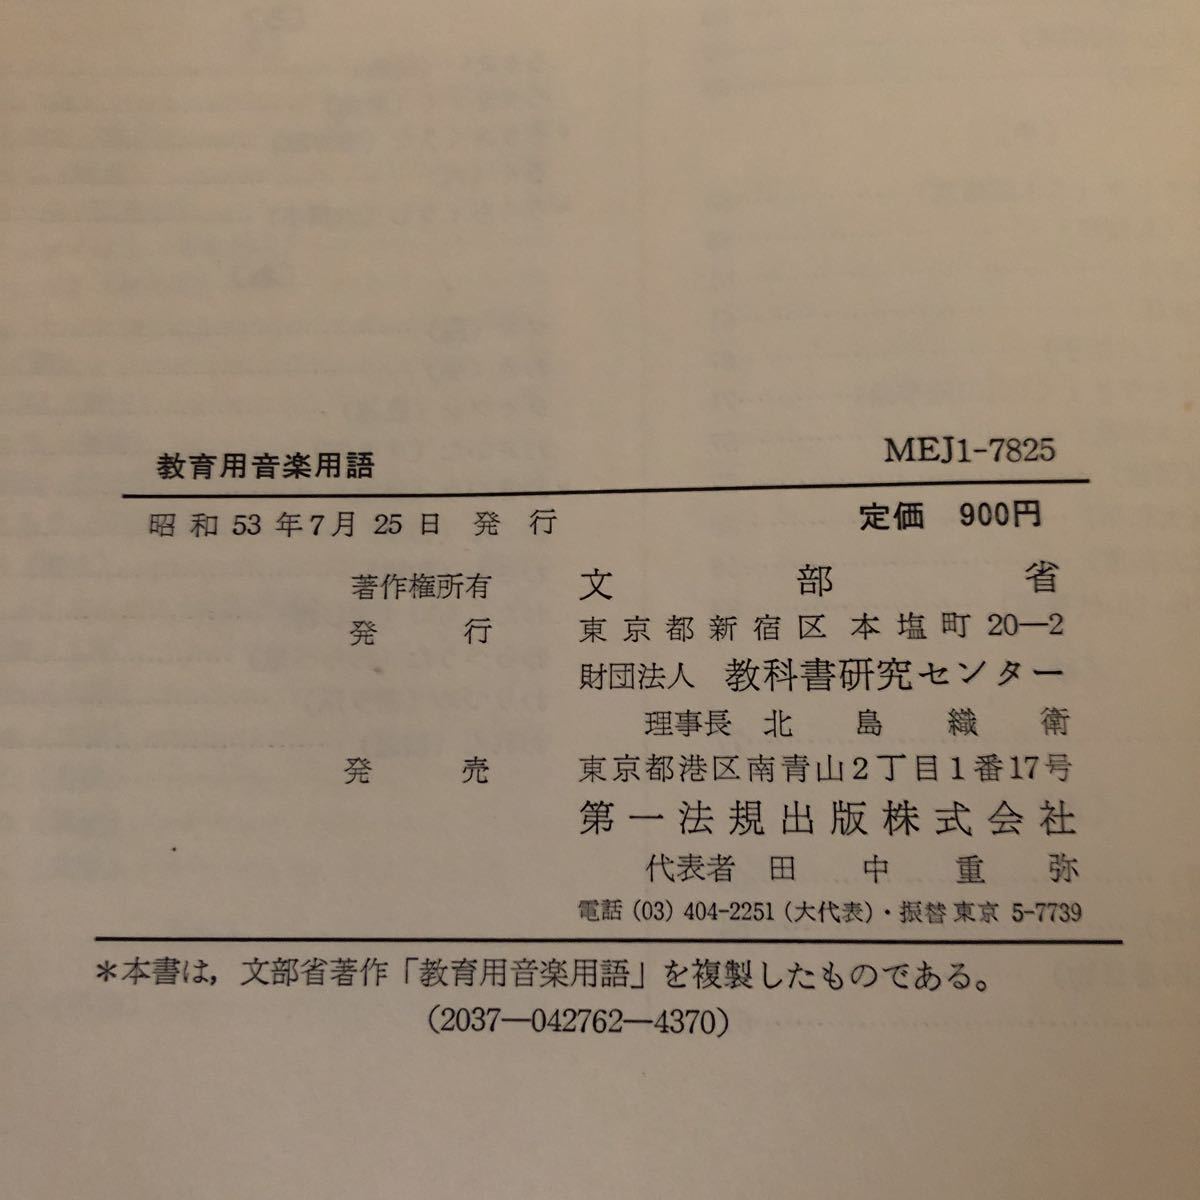 教育用音楽用語 MEJ1-7825
昭和 53 年 7 月 25 日 発 行 定価 900円
著作権所有 文部省
発行 東京都新宿区本塩町 20—2
財団法人 教科書研究センター
理事長 北島織衛
発売 東京都港区南青山2丁目1番17号
第一法規出版株式会社
代表者 田中重弥
電話 (03) 404-2251 (大代表)・振替東京 5-7739
＊本書は，文部省著作「教育用音楽用語」を複製したものである。
(2037—042762—4370)